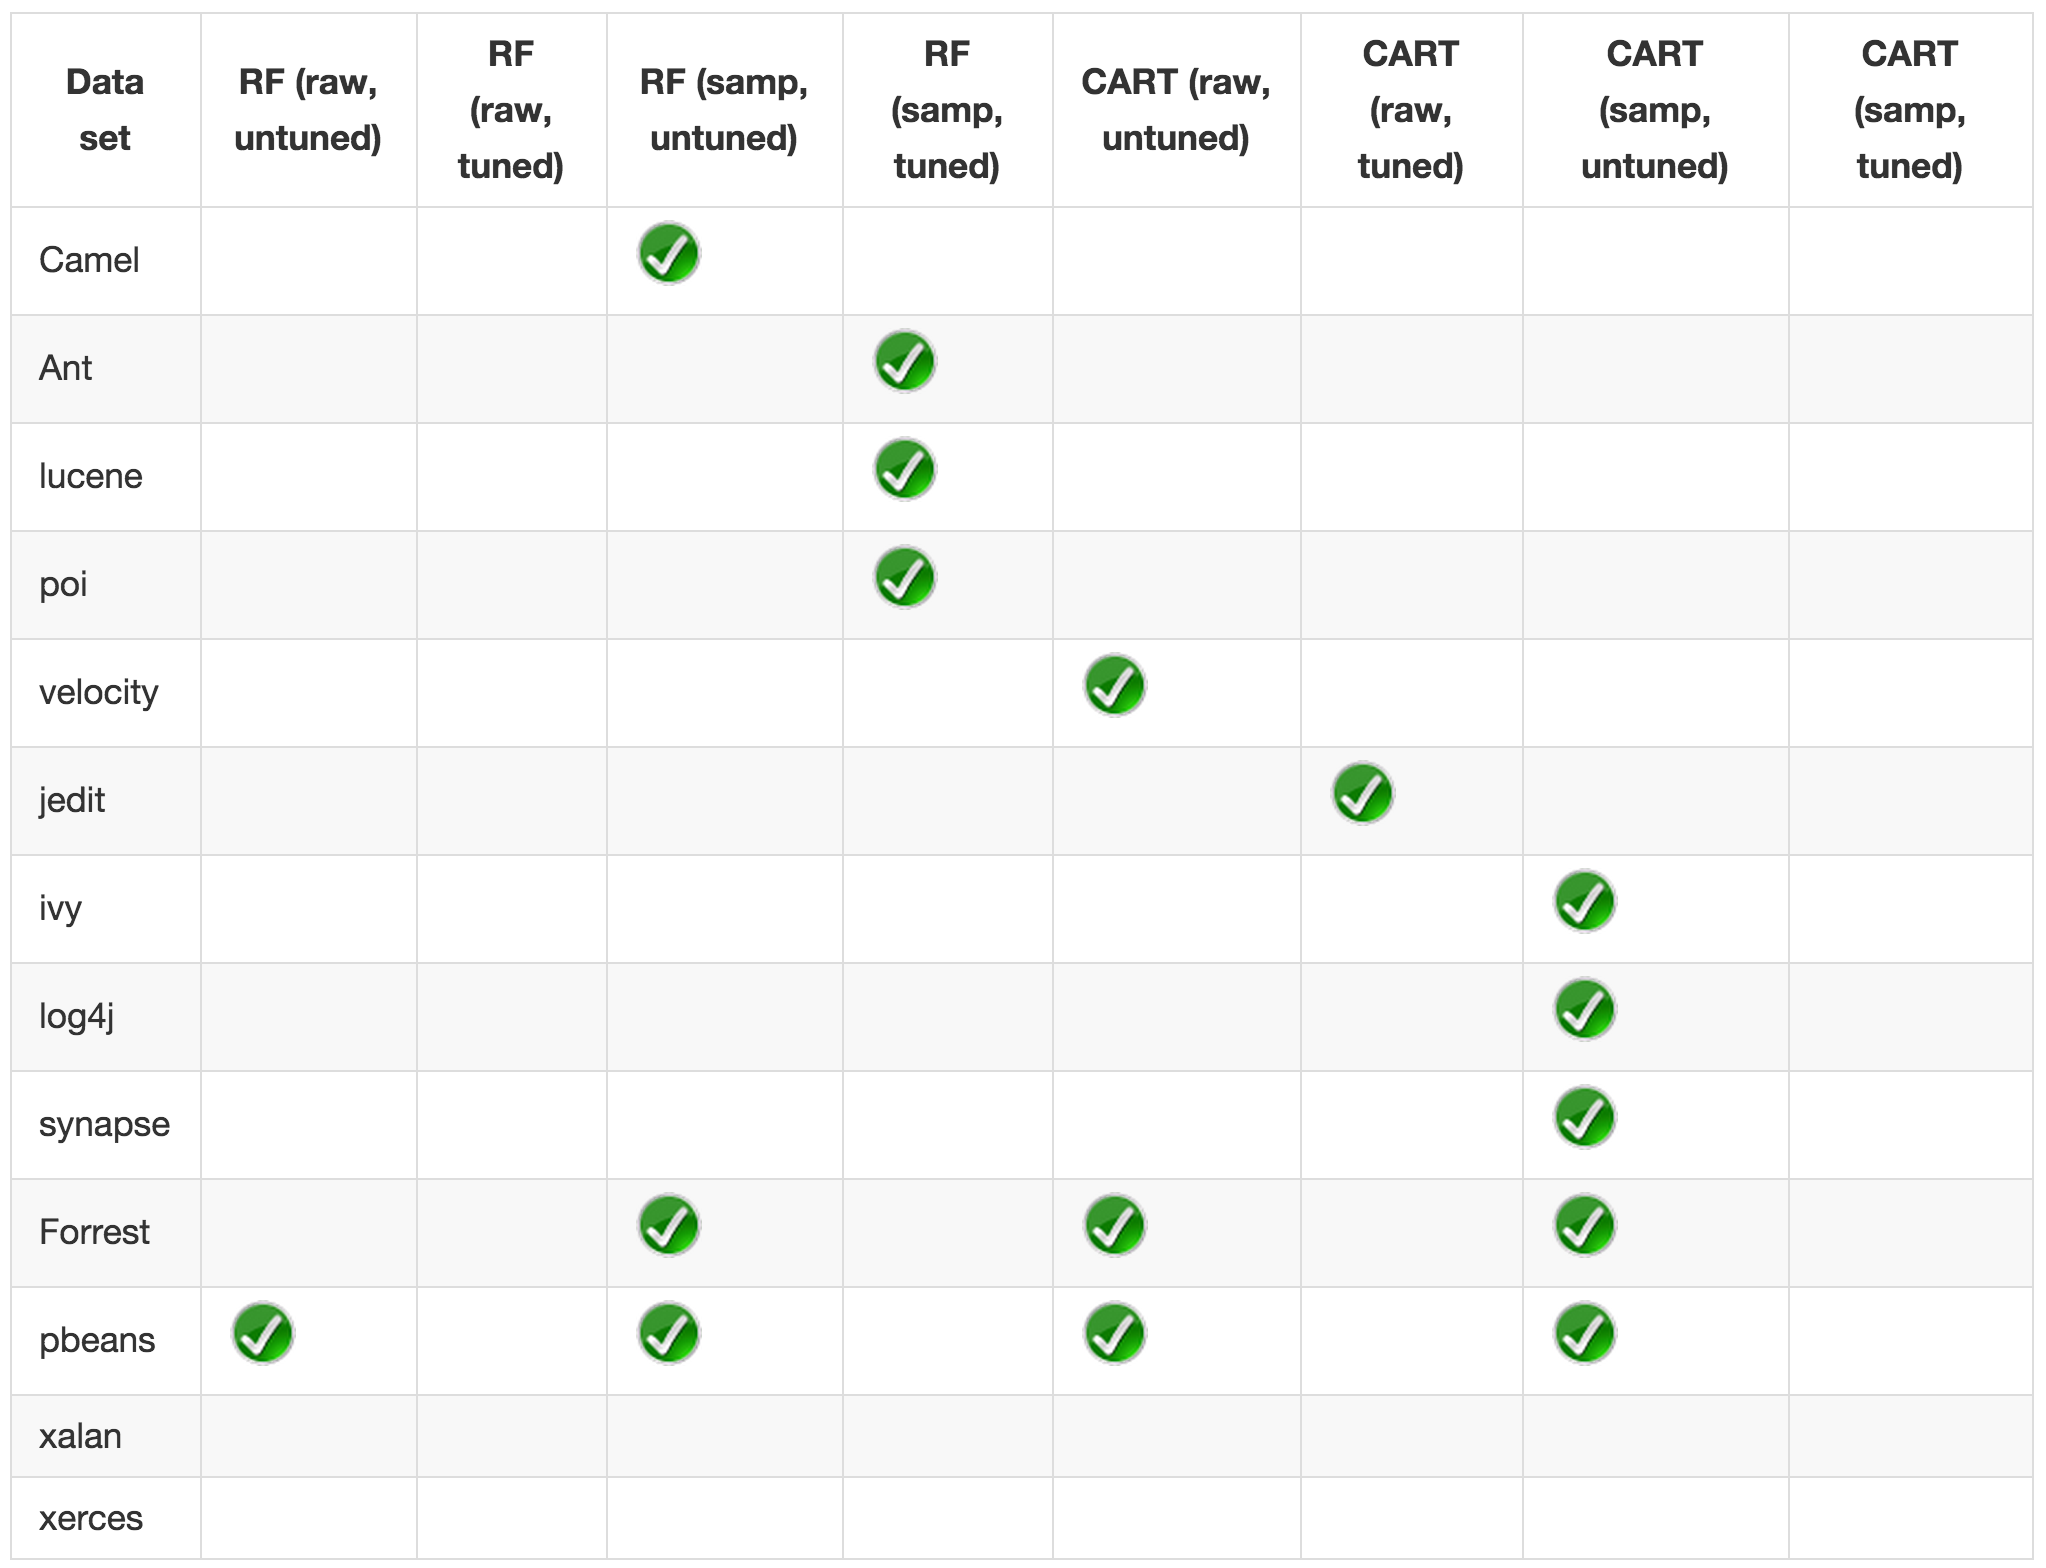 Data set
RF (raw, untuned)
RF (raw, tuned)
RF (samp, untuned)
RF (samp, tuned)
CART (raw, untuned)
CART (raw, tuned)
CART (samp, untuned)
CART (samp, tuned)
Camel
Ant
lucene
poi
velocity
jedit
ivy
log4j
synapse
Forrest
pbeans
xalan
xerces